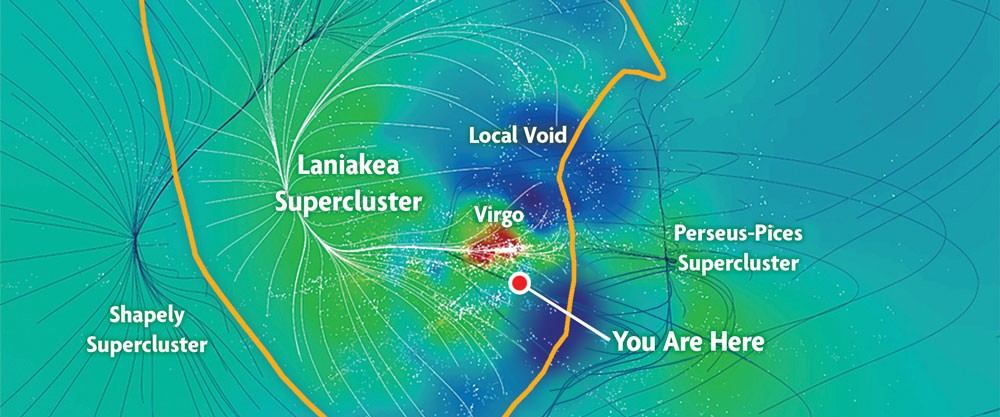 Local Void
Laniakea
Supercluster
Virgo
Perseus-Pices
Supercluster
Shapely
Supercluster
You Are Here